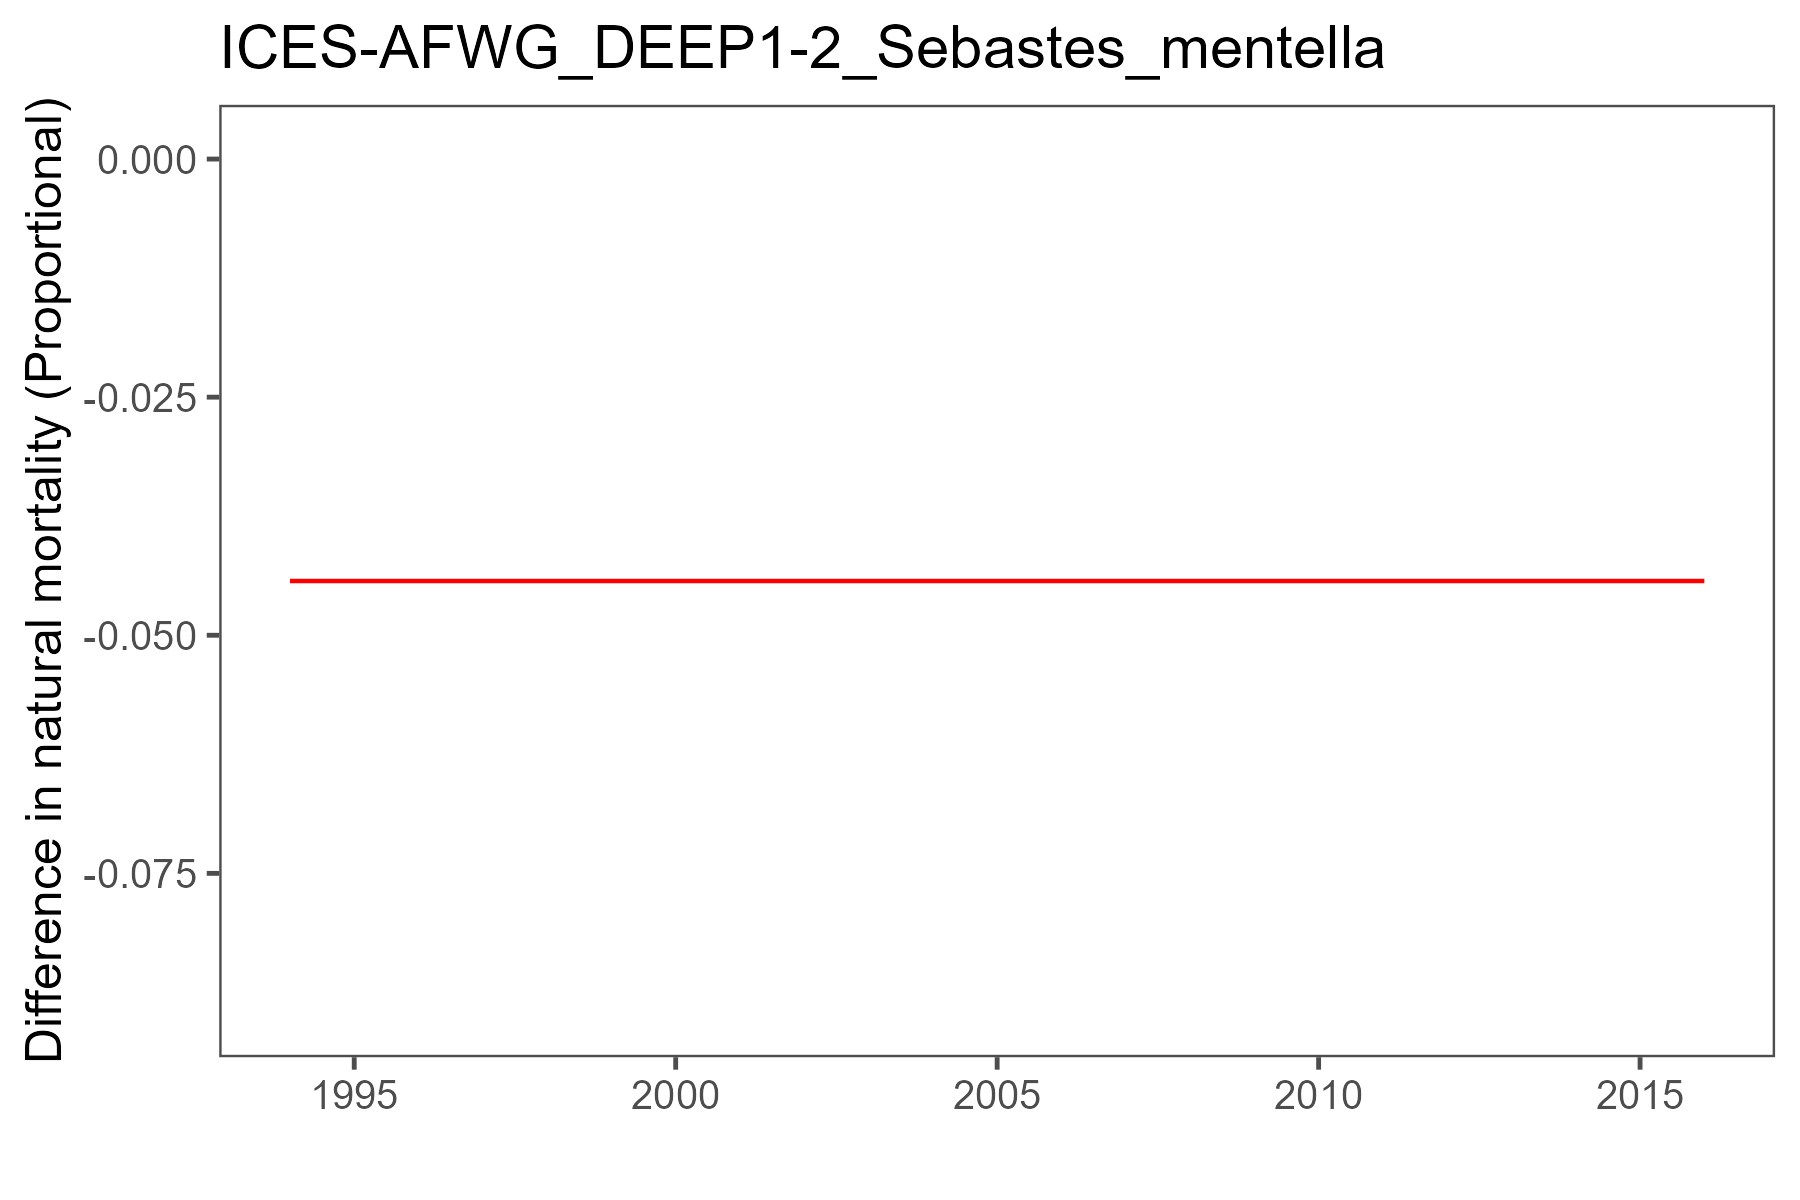 ICES-AFWG_DEEP1-2_Sebastes_mentella
Difference in natural mortality (Proportional)
0.000
-0.025
-0.050
-0.075
1995 2000 2005 2010 2015